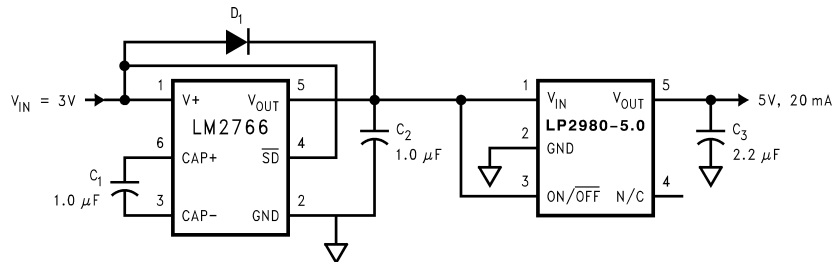 D1
VIN = 3V
1
V+
VOUT
5
LM2766
6
CAP+
SD
4
C1
1.0 μF
3
CAP−
GND
2
C2
1.0 μF
1
VIN
VOUT
5
LP2980-5.0
2
GND
3
ON/OFF
N/C
4
5V, 20 mA
C3
2.2 μF